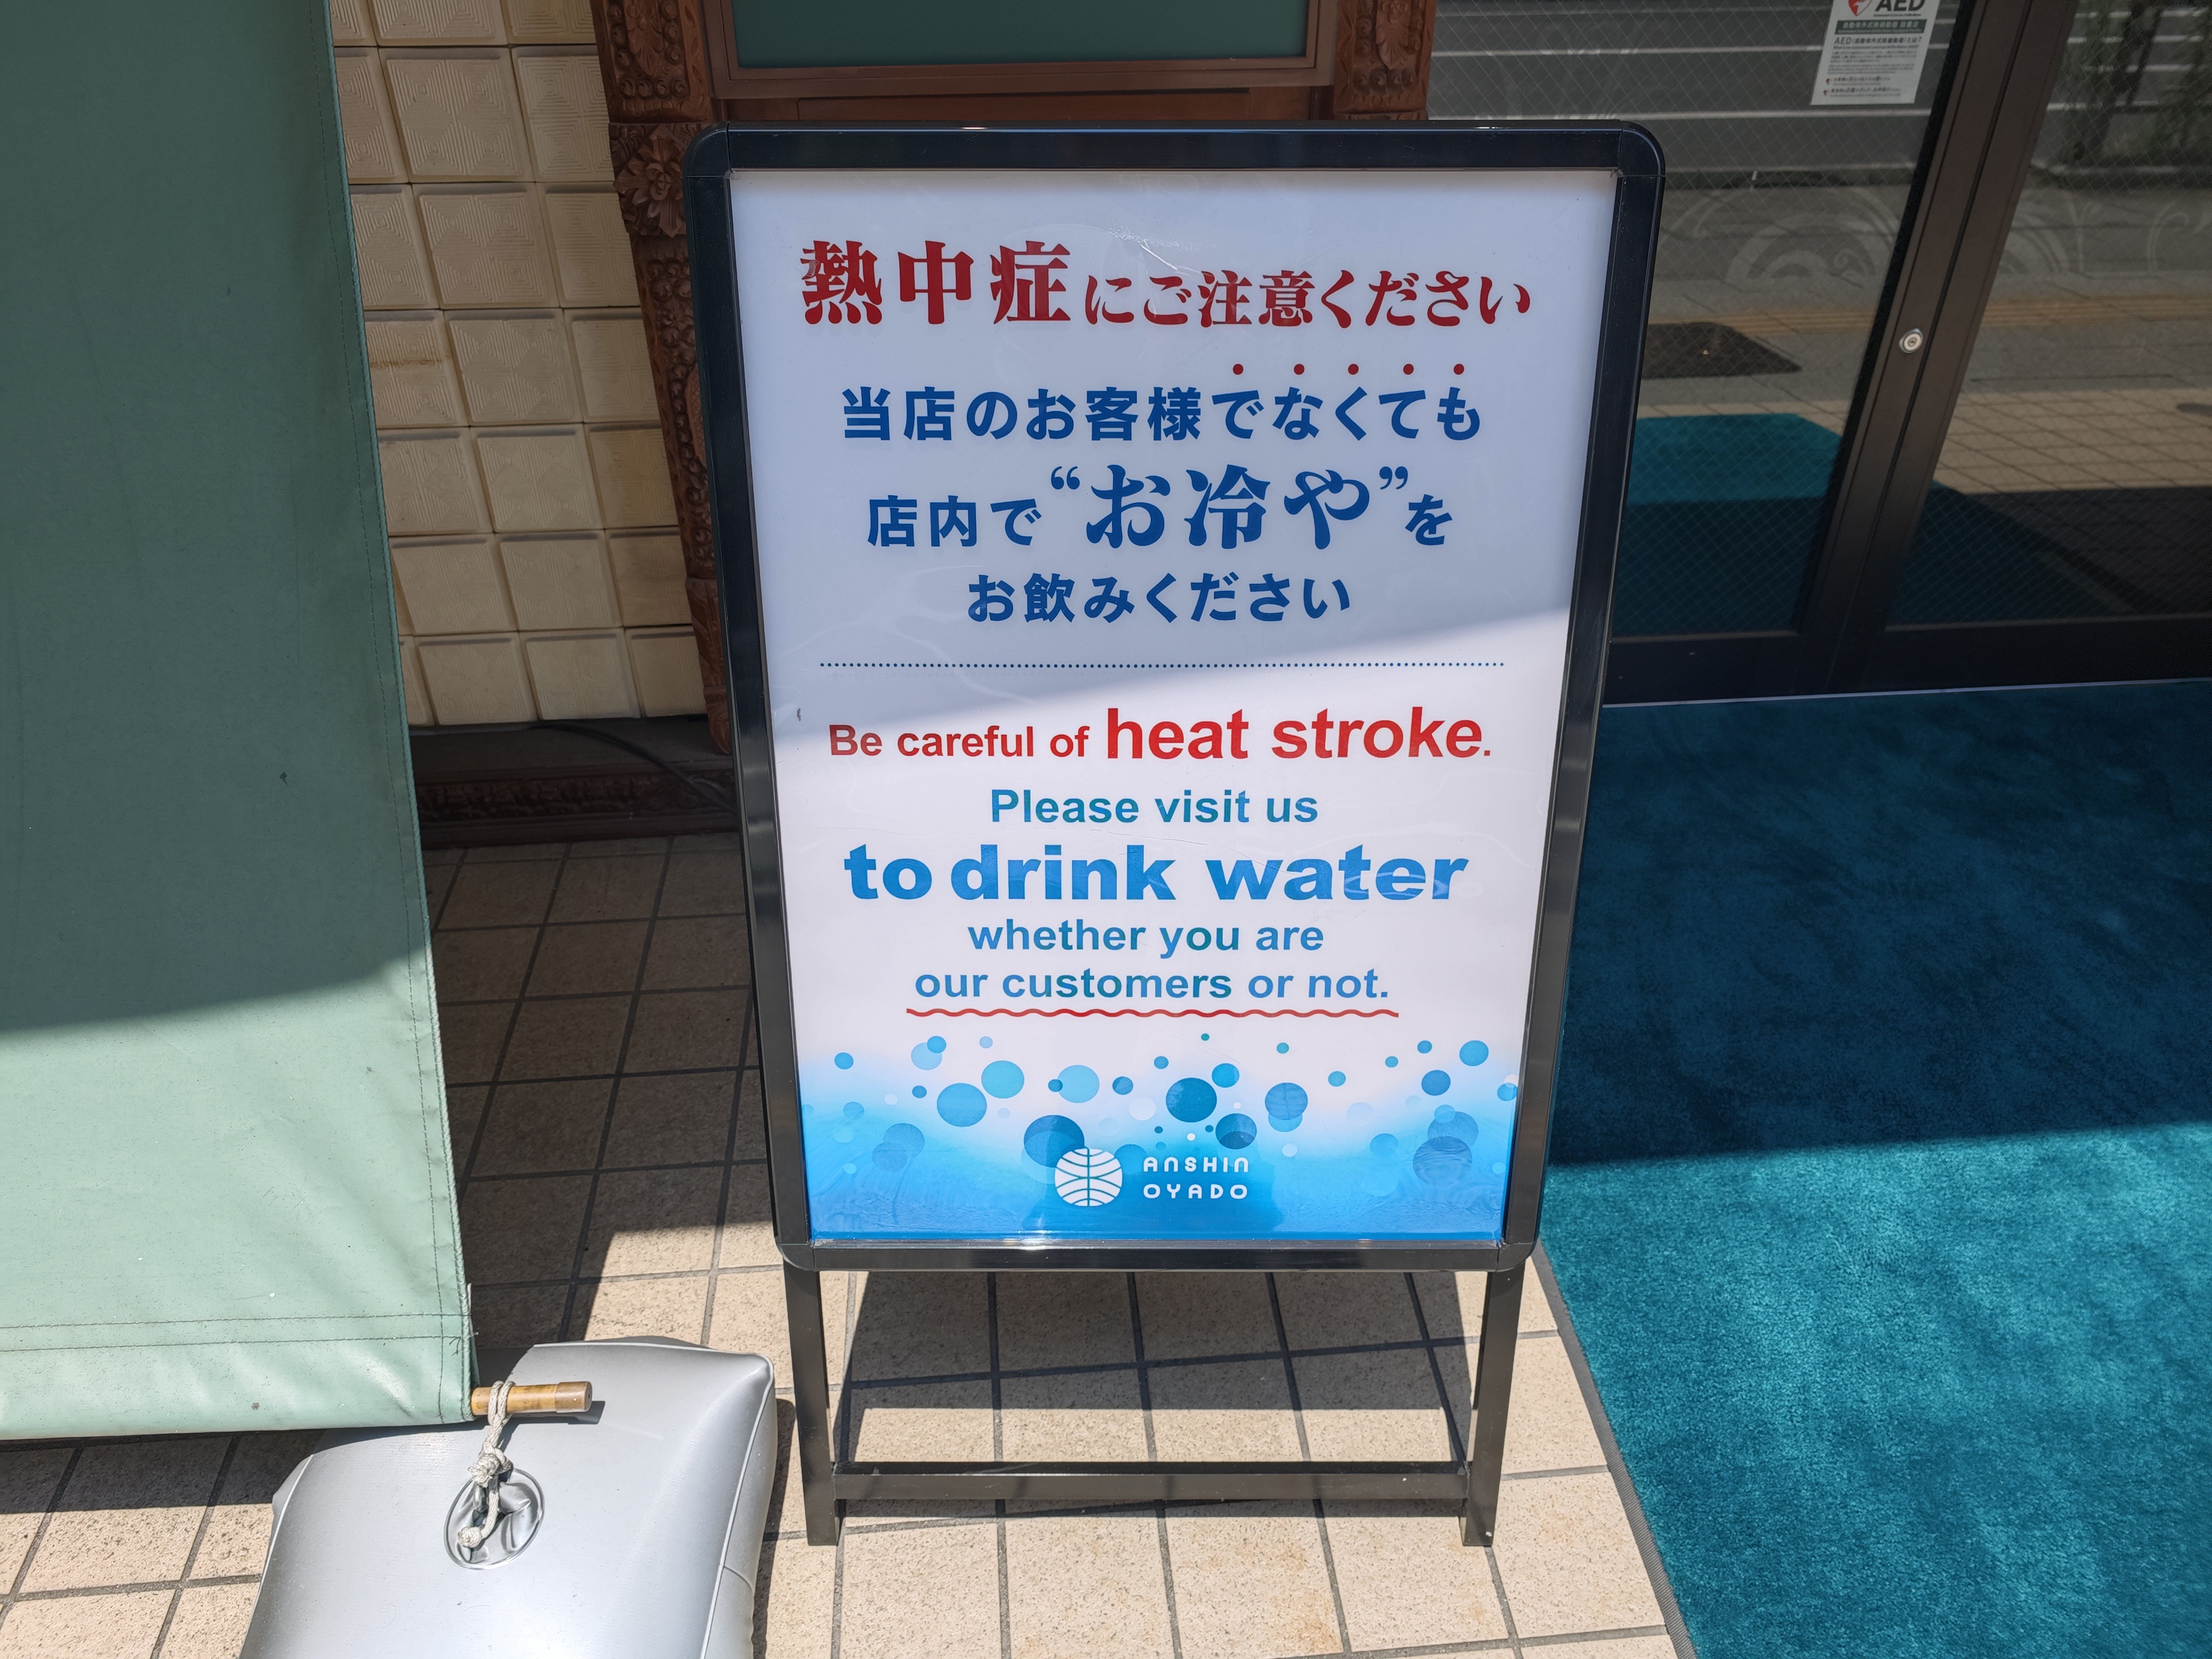 AED
熱中症にご注意ください
当店のお客様でなくても
店内で“お冷や”を
お飲みください
Be careful of heat stroke.
Please visit us
to drink water
whether you are
our customers or not.
ANSHIN
OYADO